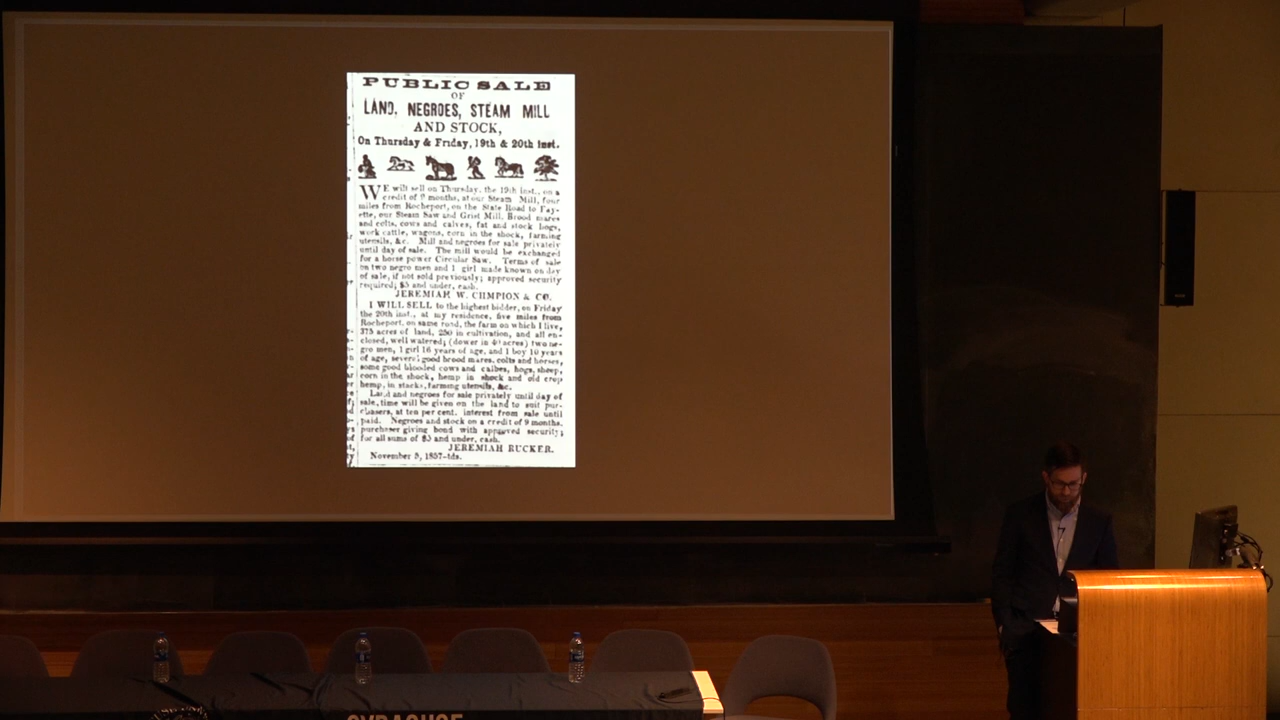 PUBLIC SALE
OF
LAND, NEGROES, STEAM MILL
AND STOCK,
On Thursday & Friday, 19th & 20th inst.
WE will sell on Thursday, the 19th inst., on a
credit of 9 months, at our Steam Mill, four
miles from Rocheport, on the State Road to Fay-
ette, our Steam Saw and Grist Mill, Brood mares
and colts, cows and calves, fat and stock hogs,
work cattle, wagons, corn in the shock, farming
utensils, &c. Mill and negroes for sale privately
until day of sale. The mill would be exchanged
for a horse power Circular Saw. Terms of sale
on two negro men and 1 girl made known on day
of sale, if not sold previously; approved security
required; $5 and under, cash.
JEREMIAH W. CHMPION & CO.
I WILL SELL to the highest bidder, on Friday
the 20th inst., at my residence, five miles from
Rocheport, on same road, the farm on which I live,
375 acres of land, 250 in cultivation, and all en-
closed, well watered; (dower in 40 acres) two ne-
gro men, 1 girl 16 years of age, and 1 boy 10 years
of age, several good brood mares, colts and horses,
some good blooded cows and calbes, hogs, sheep,
corn in the shock, hemp in shock and old crop
hemp, in stacks, farming utensils, &c.
Land and negroes for sale privately until day of
sale, time will be given on the land to suit pur-
chasers, at ten per cent. interest from sale until
paid. Negroes and stock on a credit of 9 months,
purchaser giving bond with approved security;
for all sums of $5 and under, cash.
JEREMIAH RUCKER.
November 5, 1857-tds.
SYRACUSE